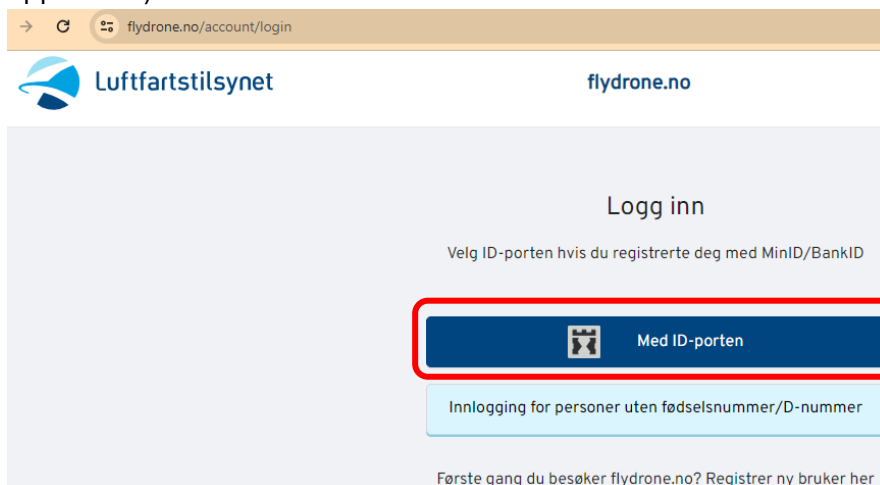 flydrone.no/account/login
Luftfartstilsynet
flydrone.no
Logg inn
Velg ID-porten hvis du registrerte deg med MinID/BankID
Med ID-porten
Innlogging for personer uten fødselsnummer/D-nummer
Første gang du besøker flydrone.no? Registrer ny bruker her